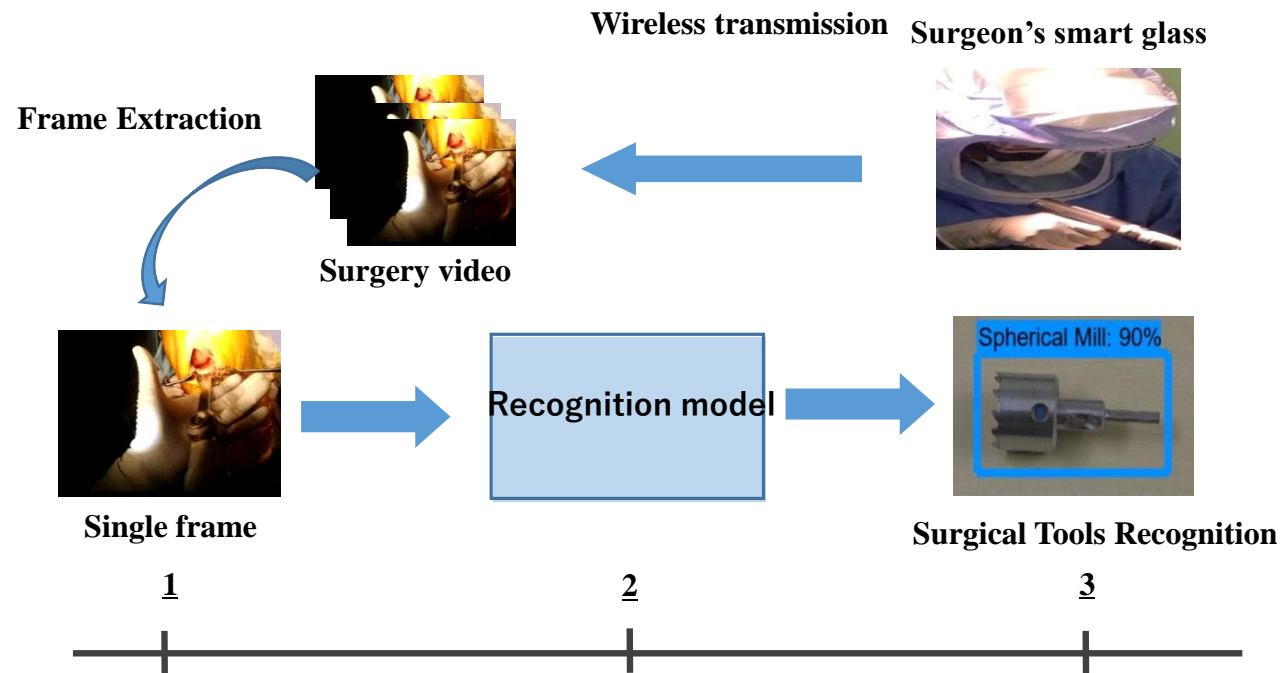 Wireless transmission
Surgeon’s smart glass
Frame Extraction
Surgery video
Spherical Mill: 90%
Recognition model
Single frame
Surgical Tools Recognition
1
2
3